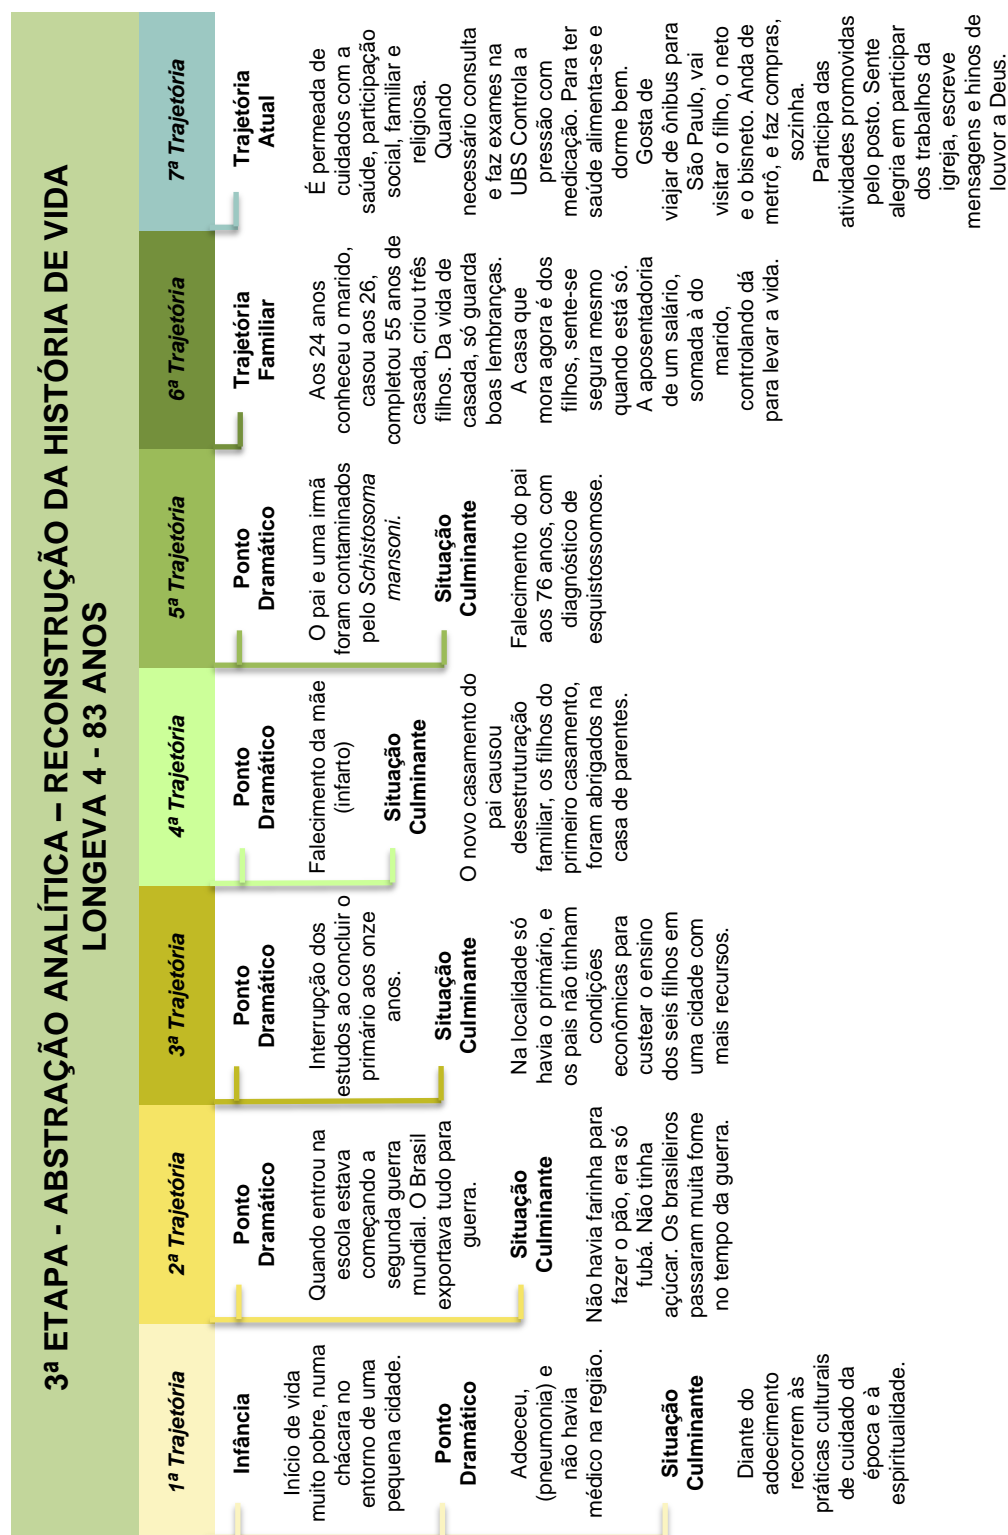 3ª ETAPA - ABSTRAÇÃO ANALÍTICA – RECONSTRUÇÃO DA HISTÓRIA DE VIDA
LONGEVA 4 - 83 ANOS
1ª Trajetória
Infância
Início de vida
muito pobre, numa
chácara no
entorno de uma
pequena cidade.
Ponto
Dramático
Adoeceu,
(pneumonia) e
não havia
médico na região.
Situação
Culminante
Diante do
adoecimento
recorrem às
práticas culturais
de cuidado da
época e à
espiritualidade.
2ª Trajetória
Ponto
Dramático
Quando entrou na
escola estava
começando a
segunda guerra
mundial. O Brasil
exportava tudo para
guerra.
Situação
Culminante
Não havia farinha para
fazer o pão, era só
fubá. Não tinha
açúcar. Os brasileiros
passaram muita fome
no tempo da guerra.
3ª Trajetória
Ponto
Dramático
Interrupção dos
estudos ao concluir o
primário aos onze
anos.
Situação
Culminante
Na localidade só
havia o primário, e
os pais não tinham
condições
econômicas para
custear o ensino
dos seis filhos em
uma cidade com
mais recursos.
4ª Trajetória
Ponto
Dramático
Falecimento da mãe
(infarto)
Situação
Culminante
O novo casamento do
pai causou
desestruturação
familiar, os filhos do
primeiro casamento,
foram abrigados na
casa de parentes.
5ª Trajetória
Ponto
Dramático
O pai e uma imã
foram contaminados
pelo Schistosoma
mansoni.
Situação
Culminante
Falecimento do pai
aos 76 anos, com
diagnóstico de
esquistossomose.
6ª Trajetória
Trajetória
Familiar
Aos 24 anos
conheceu o marido,
casou aos 26,
completou 55 anos de
casada, criou três
filhos. Da vida de
casada, só guarda
boas lembranças.
A casa que
mora agora é dos
filhos, sente-se
segura mesmo
quando está só.
A aposentadoria
de um salário,
somada à do
marido,
controlando dá
para levar a vida.
7ª Trajetória
Trajetória
Atual
É permeada de
cuidados com a
saúde, participação
social, familiar e
religiosa.
Quando
necessário consulta
e faz exames na
UBS Controla a
pressão com
medicação. Para ter
saúde alimenta-se e
dorme bem.
Gosta de
viajar de ônibus para
São Paulo, vai
visitar o filho, o neto
e o bisneto. Anda de
metrô, e faz compras,
sozinha.
Participa das
atividades promovidas
pelo posto. Sente
alegria em participar
dos trabalhos da
igreja, escreve
mensagens e hinos de
louvor a Deus.